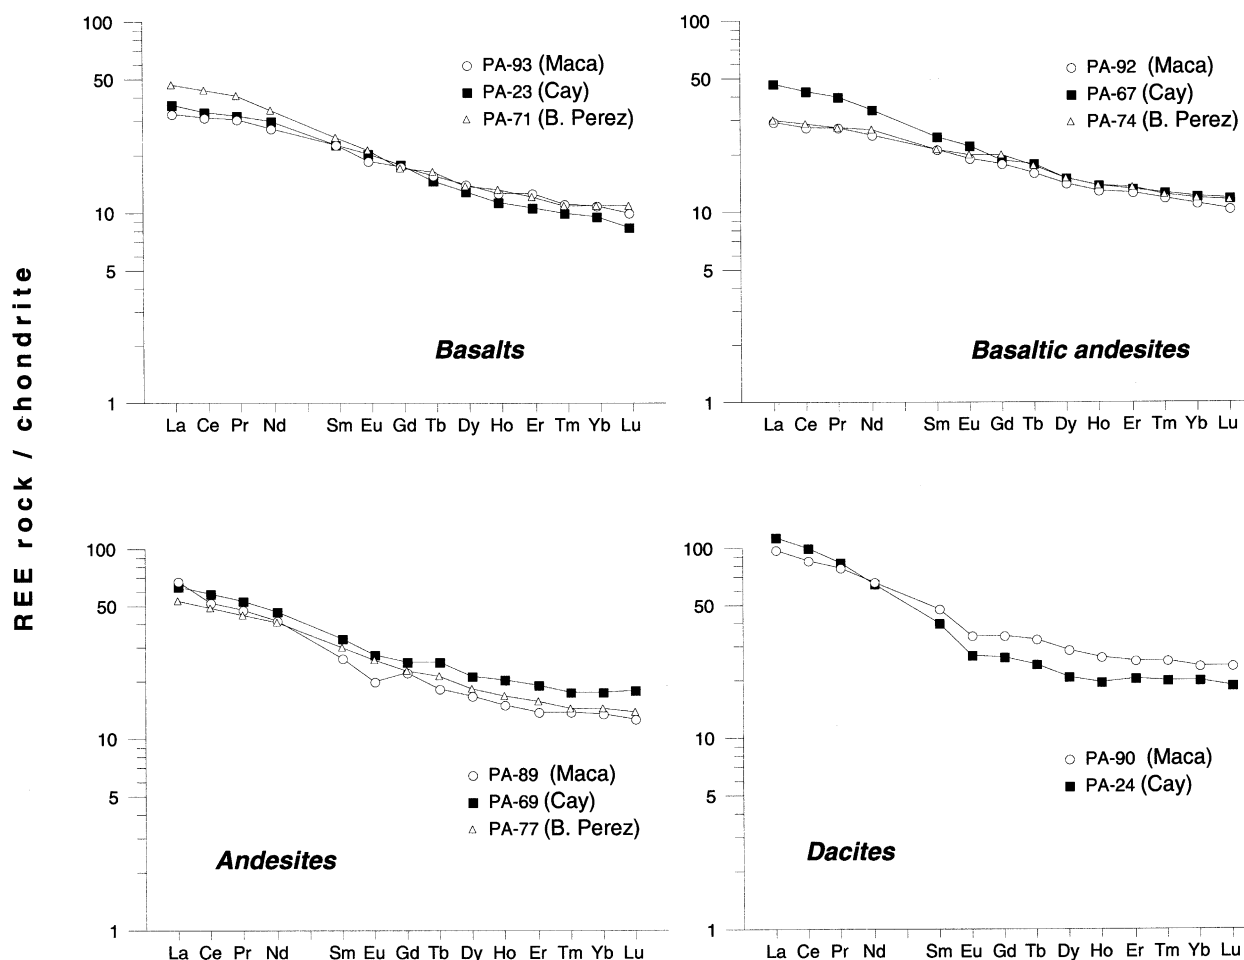 REE rock / chondrite
100
50
10
5
1
PA-93 (Maca)
PA-23 (Cay)
PA-71 (B. Perez)
Basalts
La Ce Pr Nd Sm Eu Gd Tb Dy Ho Er Tm Yb Lu
100
50
10
5
1
PA-92 (Maca)
PA-67 (Cay)
PA-74 (B. Perez)
Basaltic andesites
La Ce Pr Nd Sm Eu Gd Tb Dy Ho Er Tm Yb Lu
100
50
10
5
1
PA-89 (Maca)
PA-69 (Cay)
PA-77 (B. Perez)
Andesites
La Ce Pr Nd Sm Eu Gd Tb Dy Ho Er Tm Yb Lu
100
50
10
5
1
PA-90 (Maca)
PA-24 (Cay)
Dacites
La Ce Pr Nd Sm Eu Gd Tb Dy Ho Er Tm Yb Lu